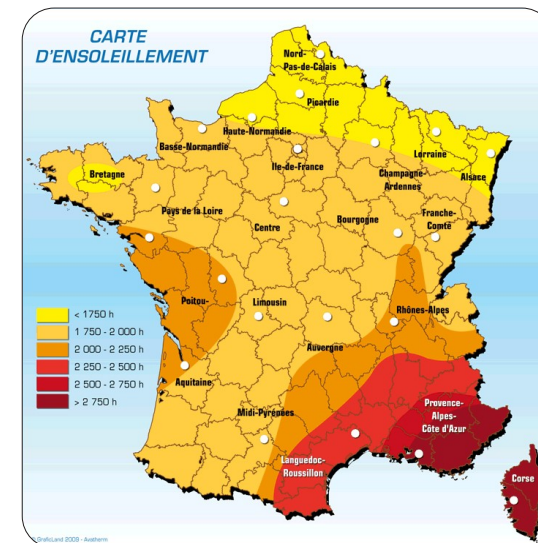 CARTE
D'ENSOLEILLEMENT
Nord-
Pas-de-Calais
Picardie
Haute-Normandie
Basse-Normandie
Ile-de-France
Lorraine
Champagne-
Ardennes
Alsace
Bretagne
Pays de la Loire
Centre
Bourgogne
Franche-
Comté
Poitou-
Limousin
Rhônes-Alpes
Auvergne
Aquitaine
Midi-Pyrénées
Languedoc-
Roussillon
Provence-
Alpes-
Côte d'Azur
Corse
< 1750 h
1 750 - 2 000 h
2 000 - 2 250 h
2 250 - 2 500 h
2 500 - 2 750 h
> 2 750 h
GraficLand 2009 - Avatherm